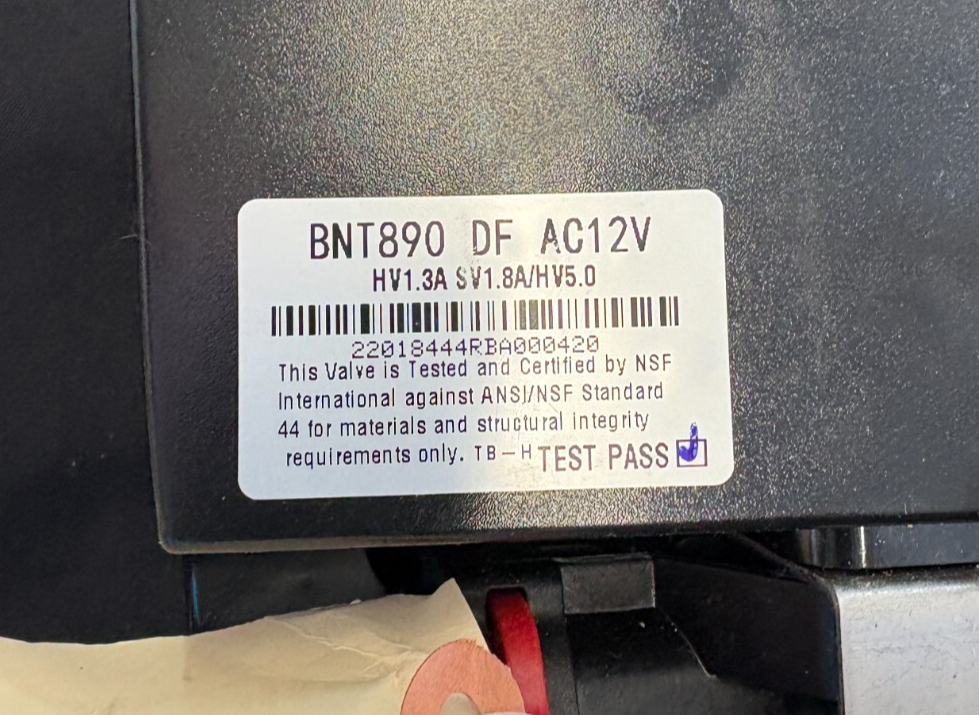 BNT890 DF AC12V
HV1.3A SV1.8A/HV5.0
22018444RBA000420
This Valve is Tested and Certified by NSF
International against ANSI/NSF Standard
44 for materials and structural integrity
requirements only. TB-H TEST PASS